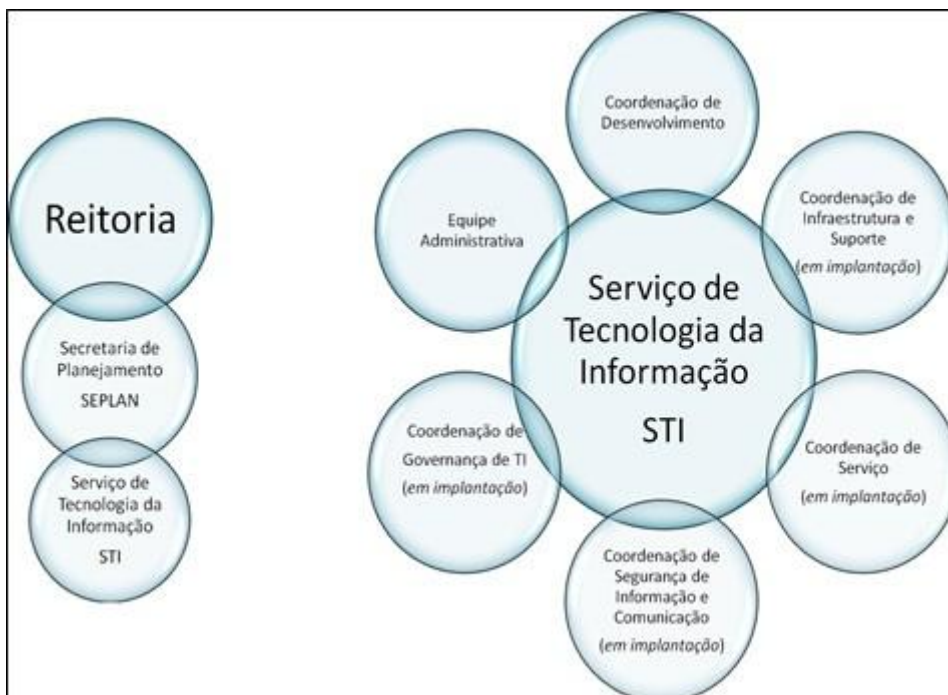 Reitoria
Secretaria de
Planejamento
SEPLAN
Serviço de
Tecnologia da
Informação
STI
Coordenação de
Desenvolvimento
Equipe
Administrativa
Coordenação de
Infraestrutura e
Suporte
(em implantação)
Serviço de
Tecnologia da
Informação
STI
Coordenação de
Governança de TI
(em implantação)
Coordenação de
Serviço
(em implantação)
Coordenação de
Segurança de
Informação e
Comunicação
(em implantação)